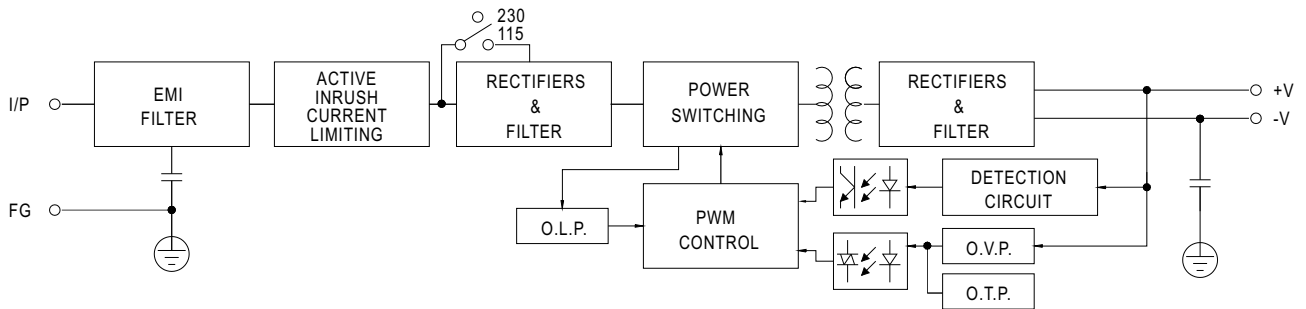 230
115
I/P
EMI
FILTER
ACTIVE
INRUSH
CURRENT
LIMITING
RECTIFIERS
&
FILTER
POWER
SWITCHING
RECTIFIERS
&
FILTER
+V
-V
FG
O.L.P.
PWM
CONTROL
DETECTION
CIRCUIT
O.V.P.
O.T.P.